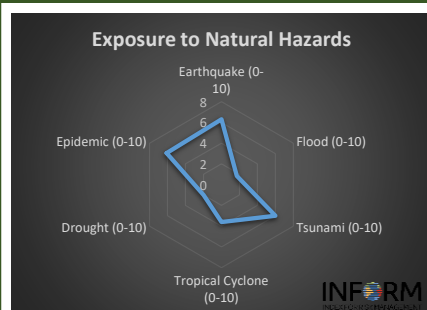 Exposure to Natural Hazards
Earthquake (0-
10)
8
6
4
2
0
Epidemic (0-10)
Flood (0-10)
Drought (0-10)
Tsunami (0-10)
Tropical Cyclone
(0-10)
INFORM